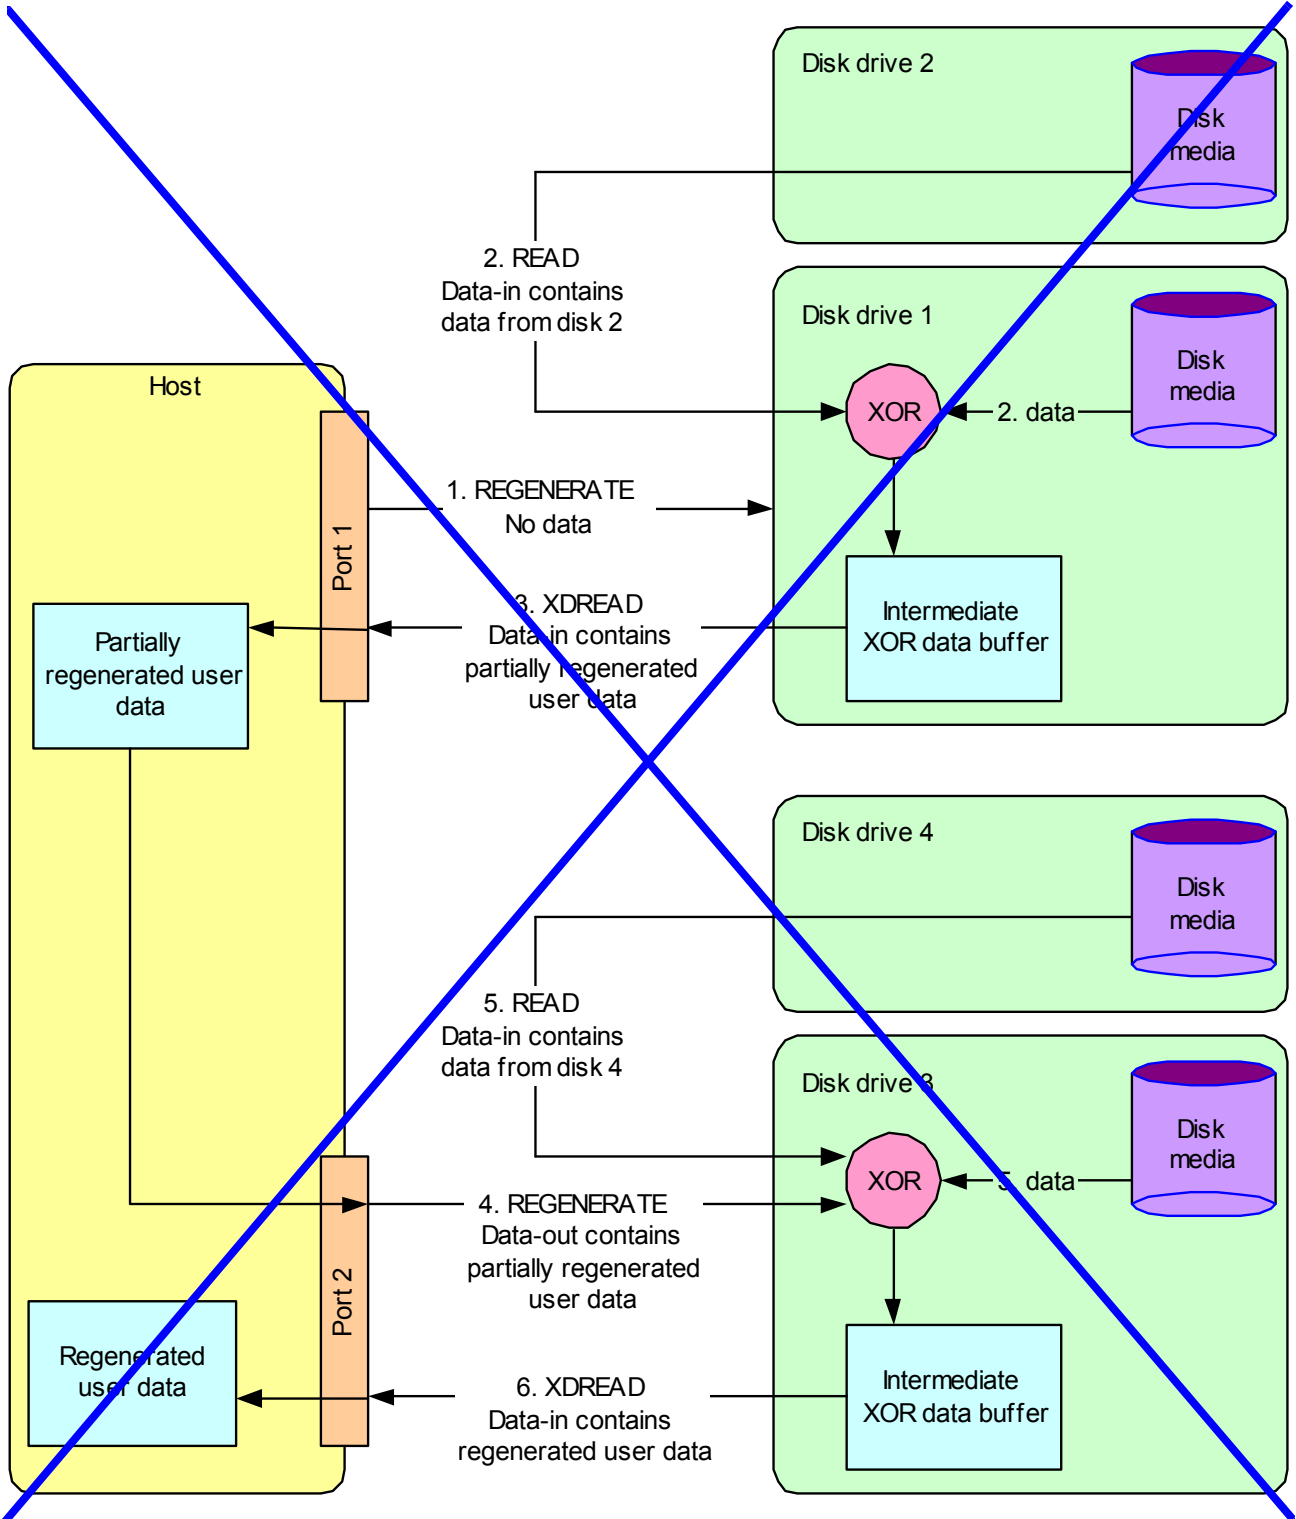 Disk drive 2
Disk
media
2. READ
Data-in contains
data from disk 2
Disk drive 1
Disk
media
Host
XOR
2. data
1. REGENERATE
No data
Port 1
3. XDREAD
Data-in contains
partially regenerated
user data
Intermediate
XOR data buffer
Partially
regenerated user
data
Disk drive 4
Disk
media
5. READ
Data-in contains
data from disk 4
Disk drive 3
Disk
media
XOR
5. data
4. REGENERATE
Data-out contains
partially regenerated
user data
Port 2
Regenerated
user data
6. XDREAD
Data-in contains
regenerated user data
Intermediate
XOR data buffer